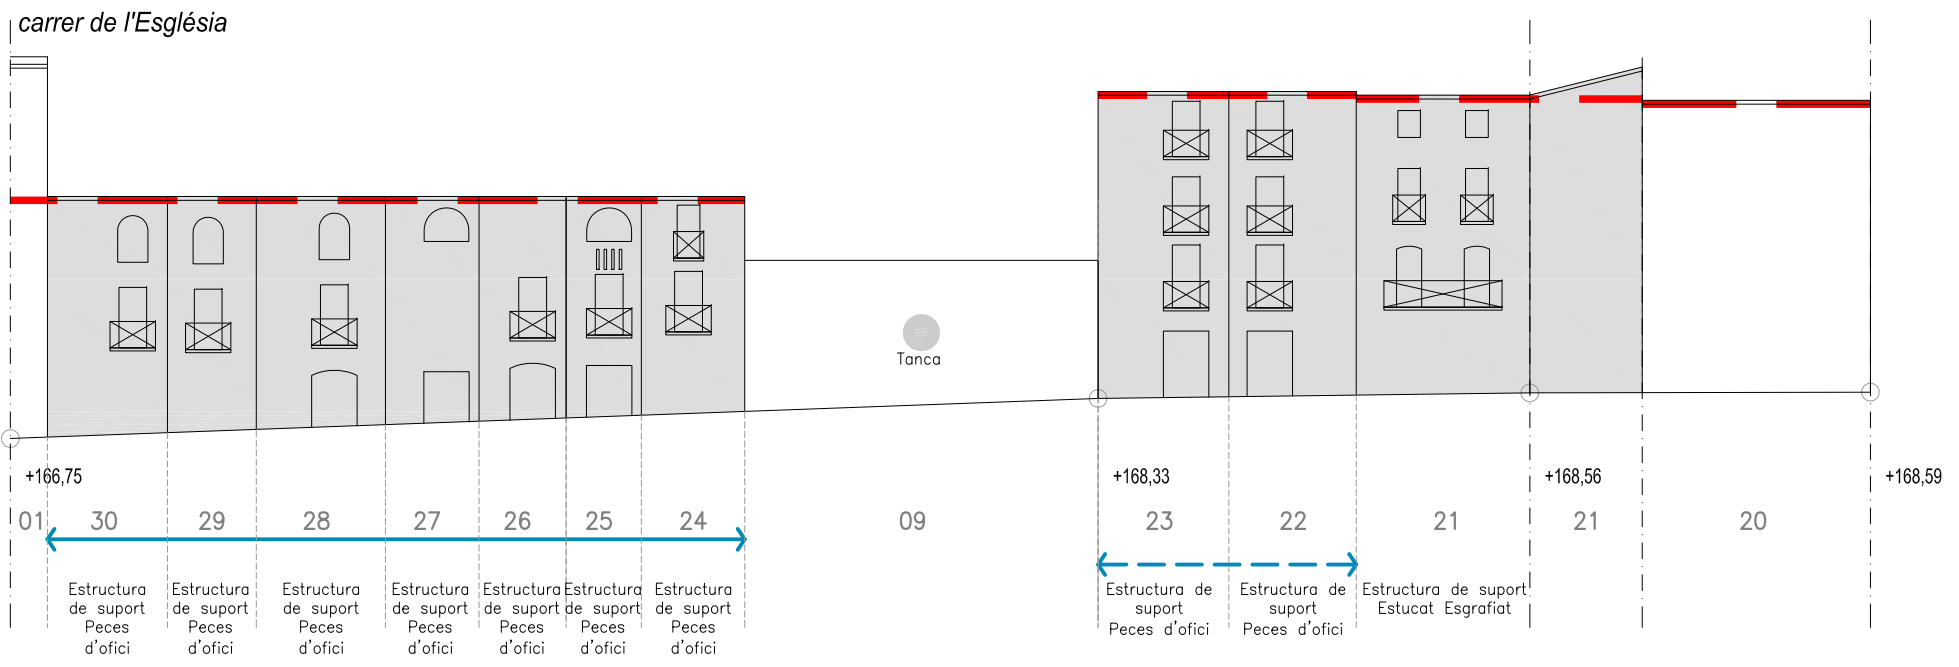 carrer de l'Església
Tanca
+166,75
+168,33
+168,56
+168,59
01 30 29 28 27 26 25 24 09 23 22 21 21 20
Estructura
de suport
Peces
d'ofici
Estructura
de suport
Peces
d'ofici
Estructura
de suport
Peces
d'ofici
Estructura
de suport
Peces
d'ofici
Estructura
de suport
Peces
d'ofici
Estructura
de suport
Peces
d'ofici
Estructura
de suport
Peces
d'ofici
Estructura de
suport
Peces d'ofici
Estructura de
suport
Peces d'ofici
Estructura de suport
Estucat Esgrafiat